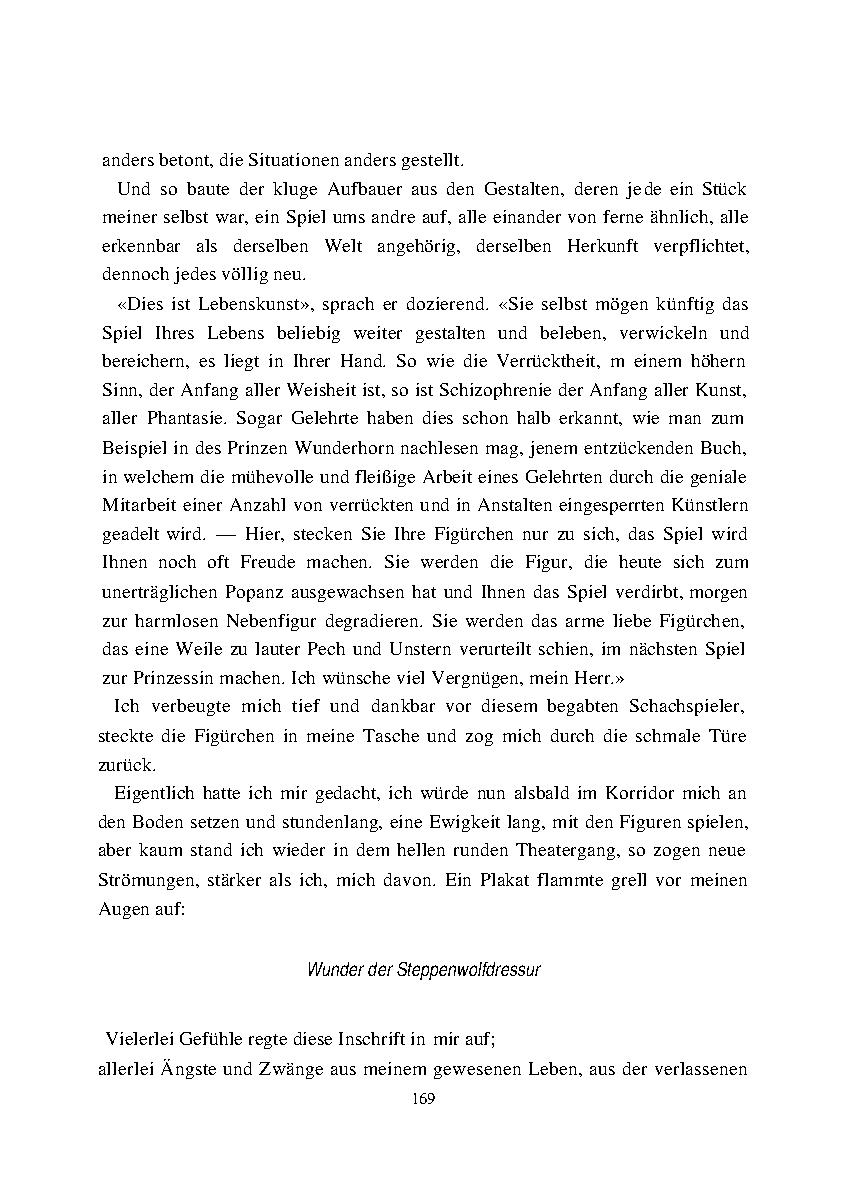 anders betont, die Situationen anders gestellt.
Und so baute der kluge Aufbauer aus den Gestalten, deren jede ein Stück
meiner selbst war, ein Spiel ums andre auf, alle einander von ferne ähnlich, alle
erkennbar als derselben Welt angehörig, derselben Herkunft verpflichtet,
dennoch jedes völlig neu.
«Dies ist Lebenskunst», sprach er dozierend. «Sie selbst mögen künftig das
Spiel Ihres Lebens beliebig weiter gestalten und beleben, verwickeln und
bereichern, es liegt in Ihrer Hand. So wie die Verrücktheit, m einem höhern
Sinn, der Anfang aller Weisheit ist, so ist Schizophrenie der Anfang aller Kunst,
aller Phantasie. Sogar Gelehrte haben dies schon halb erkannt, wie man zum
Beispiel in des Prinzen Wunderhorn nachlesen mag, jenem entzückenden Buch,
in welchem die mühevolle und fleißige Arbeit eines Gelehrten durch die geniale
Mitarbeit einer Anzahl von verrückten und in Anstalten eingesperrten Künstlern
geadelt wird. — Hier, stecken Sie Ihre Figürchen nur zu sich, das Spiel wird
Ihnen noch oft Freude machen. Sie werden die Figur, die heute sich zum
unerträglichen Popanz ausgewachsen hat und Ihnen das Spiel verdirbt, morgen
zur harmlosen Nebenfigur degradieren. Sie werden das arme liebe Figürchen,
das eine Weile zu lauter Pech und Unstern verurteilt schien, im nächsten Spiel
zur Prinzessin machen. Ich wünsche viel Vergnügen, mein Herr.»
Ich verbeugte mich tief und dankbar vor diesem begabten Schachspieler,
steckte die Figürchen in meine Tasche und zog mich durch die schmale Türe
zurück.
Eigentlich hatte ich mir gedacht, ich würde nun alsbald im Korridor mich an
den Boden setzen und stundenlang, eine Ewigkeit lang, mit den Figuren spielen,
aber kaum stand ich wieder in dem hellen runden Theatergang, so zogen neue
Strömungen, stärker als ich, mich davon. Ein Plakat flammte grell vor meinen
Augen auf:
Wunder der Steppenwolfdressur
Vielerlei Gefühle regte diese Inschrift in mir auf;
allerlei Ängste und Zwänge aus meinem gewesenen Leben, aus der verlassenen
169